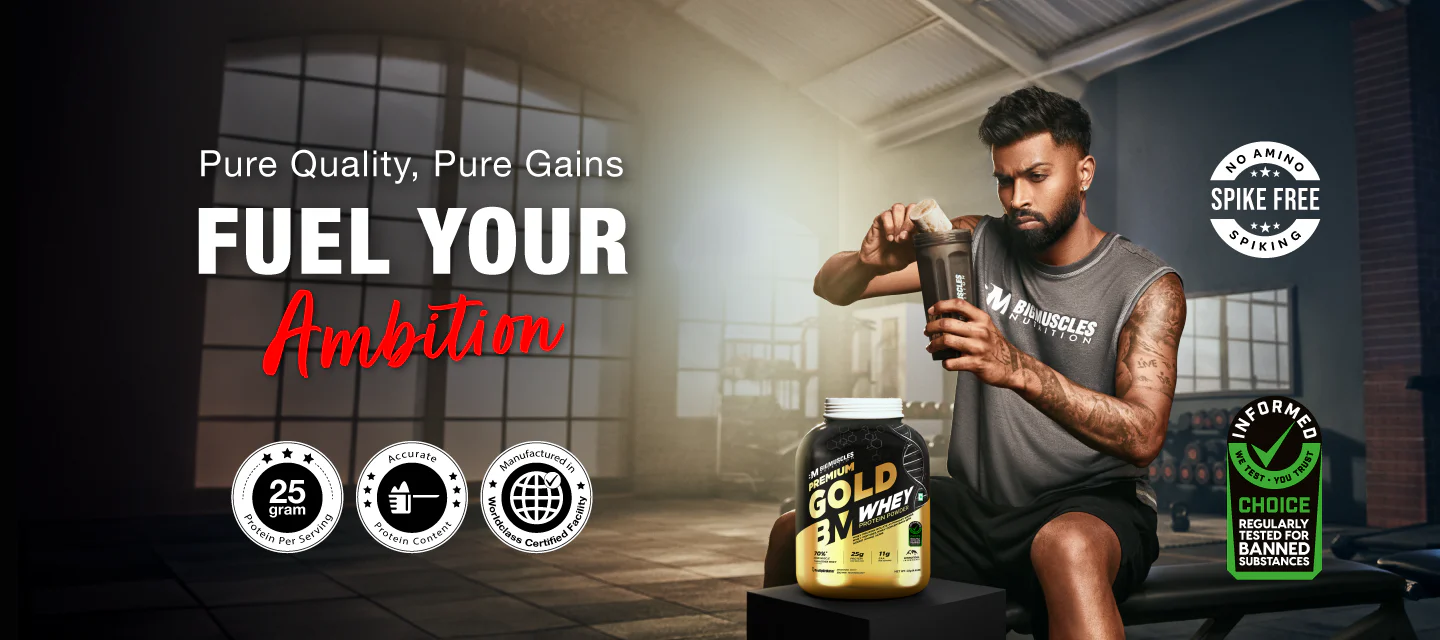 Pure Quality, Pure Gains
FUEL YOUR
Ambition
25
gram
Protein Per Serving
Accurate
Protein Content
Manufactured in
Worldclass Certified Facility
BIGMUSCLES
NUTRITION
BIGMUSCLES
PREMIUM
GOLD
BM WHEY
PROTEIN POWDER
70%
25g
11g
NO AMINO
SPIKE FREE
SPIKING
INFORMED
WE TEST • YOU TRUST
CHOICE
REGULARLY
TESTED FOR
BANNED
SUBSTANCES